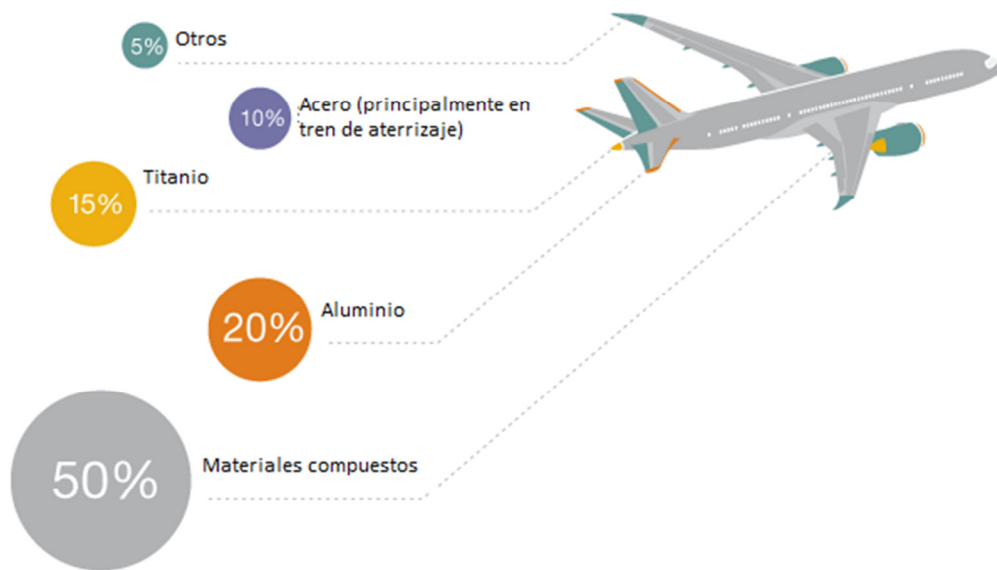 5%
Otros
10%
Acero (principalmente en
tren de aterrizaje)
15%
Titanio
20%
Aluminio
50%
Materiales compuestos